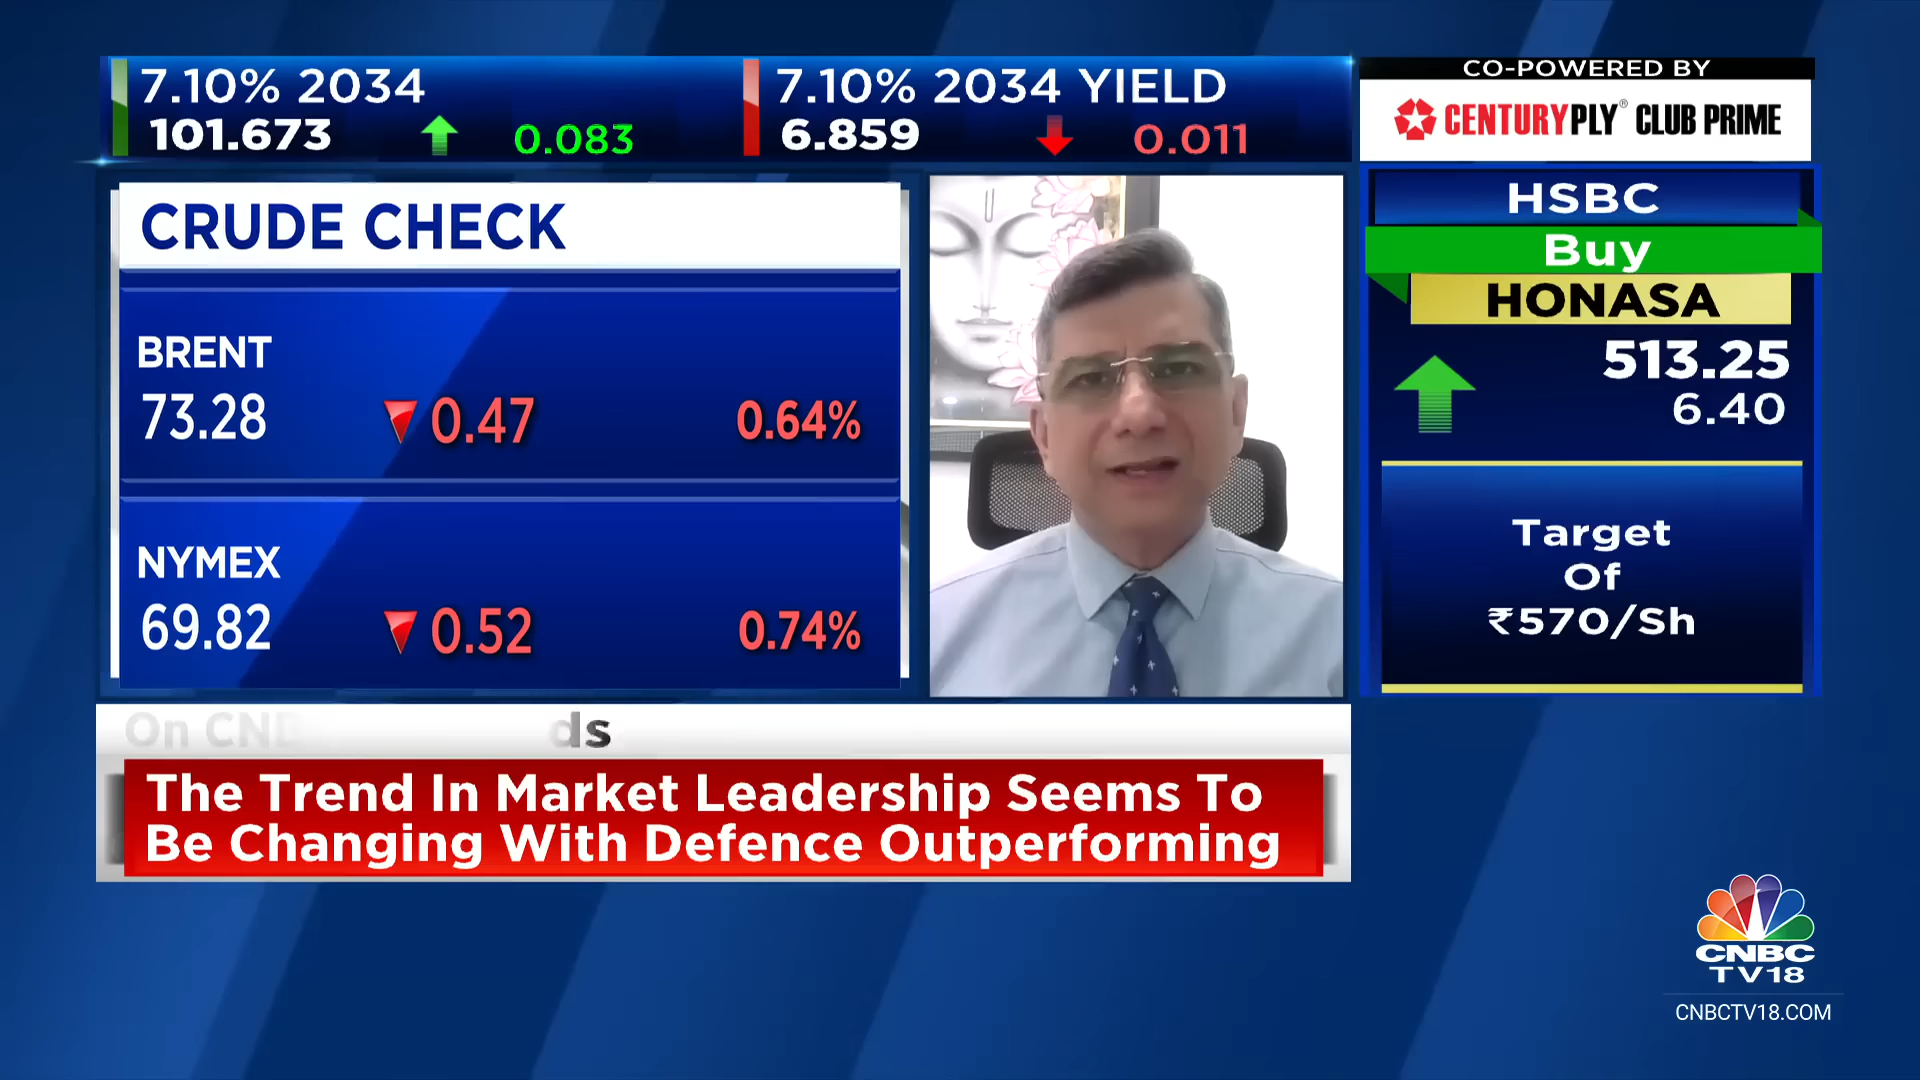 7.10% 2034
101.673 0.083
7.10% 2034 YIELD
6.859 0.011
CO-POWERED BY
CENTURYPLY® CLUB PRIME
CRUDE CHECK
BRENT
73.28 0.47 0.64%
NYMEX
69.82 0.52 0.74%
HSBC
Buy
HONASA
513.25
6.40
Target
Of
₹570/Sh
On
The Trend In Market Leadership Seems To
Be Changing With Defence Outperforming
CNBC
TV18
CNBCTV18.COM